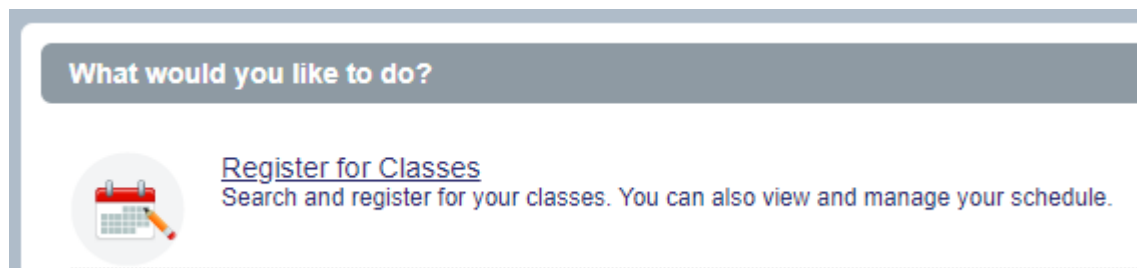 What would you like to do?
Register for Classes
Search and register for your classes. You can also view and manage your schedule.